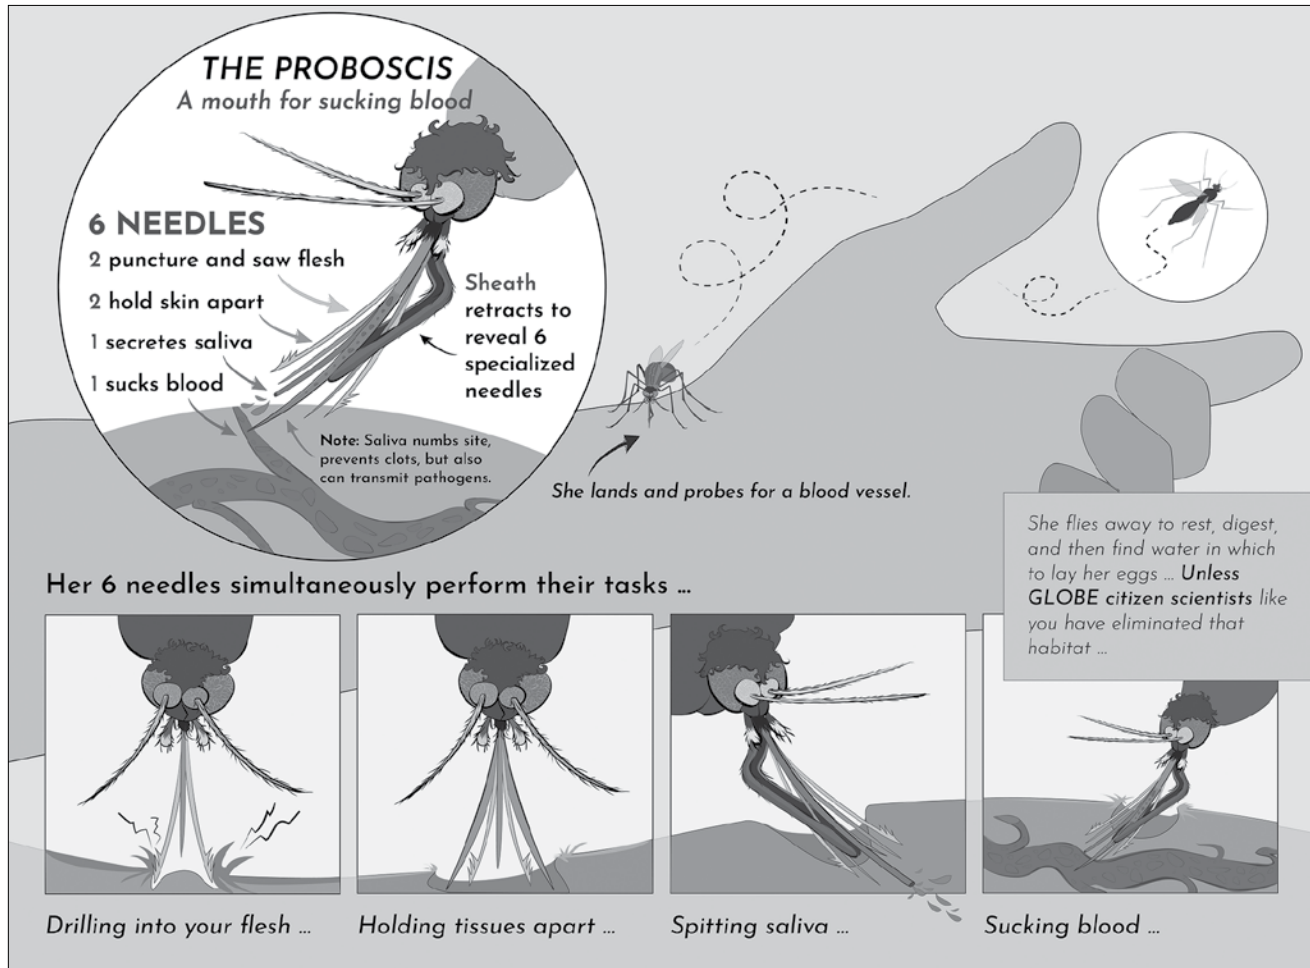 THE PROBOSCIS
A mouth for sucking blood
6 NEEDLES
2 puncture and saw flesh
2 hold skin apart
1 secretes saliva
1 sucks blood
Sheath
retracts to
reveal 6
specialized
needles
Note: Saliva numbs site,
prevents clots, but also
can transmit pathogens.
She lands and probes for a blood vessel.
She flies away to rest, digest,
and then find water in which
to lay her eggs ... Unless
GLOBE citizen scientists like
you have eliminated that
habitat ...
Her 6 needles simultaneously perform their tasks ...
Drilling into your flesh ...
Holding tissues apart ...
Spitting saliva ...
Sucking blood ...